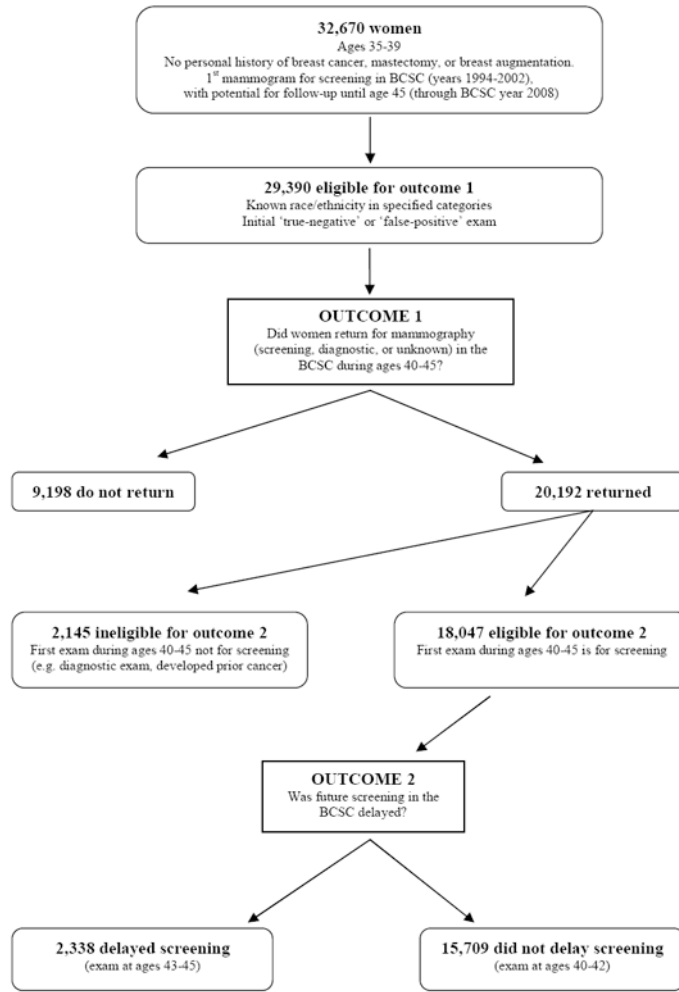 32,670 women
Ages 35-39
No personal history of breast cancer, mastectomy, or breast augmentation.
1st mammogram for screening in BCSC (years 1994-2002),
with potential for follow-up until age 45 (through BCSC year 2008)
29,390 eligible for outcome 1
Known race/ethnicity in specified categories
Initial ‘true-negative’ or ‘false-positive’ exam
OUTCOME 1
Did women return for mammography
(screening, diagnostic, or unknown) in the
BCSC during ages 40-45?
9,198 do not return
20,192 returned
2,145 ineligible for outcome 2
First exam during ages 40-45 not for screening
(e.g. diagnostic exam, developed prior cancer)
18,047 eligible for outcome 2
First exam during ages 40-45 is for screening
OUTCOME 2
Was future screening in the
BCSC delayed?
2,338 delayed screening
(exam at ages 43-45)
15,709 did not delay screening
(exam at ages 40-42)